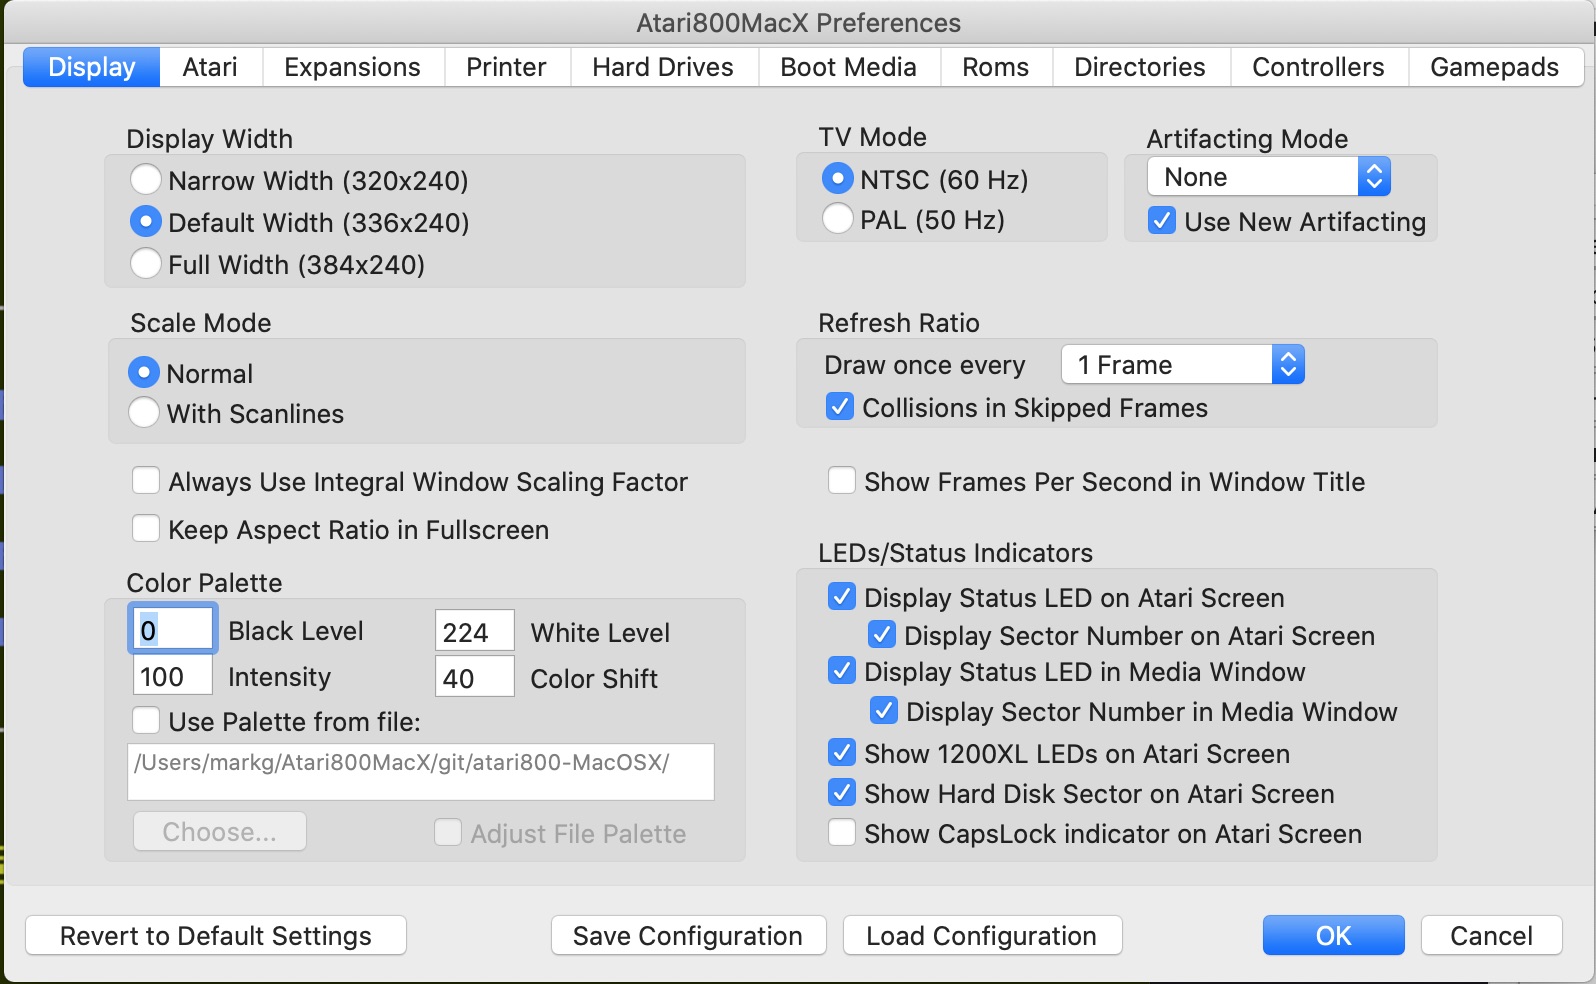 Atari800MacX Preferences
Display Atari Expansions Printer Hard Drives Boot Media Roms Directories Controllers Gamepads
Display Width
Narrow Width (320x240)
Default Width (336x240)
Full Width (384x240)
TV Mode
NTSC (60 Hz)
PAL (50 Hz)
Artifacting Mode
None
Use New Artifacting
Scale Mode
Normal
With Scanlines
Refresh Ratio
Draw once every 1 Frame
Collisions in Skipped Frames
Always Use Integral Window Scaling Factor
Keep Aspect Ratio in Fullscreen
Show Frames Per Second in Window Title
Color Palette
0 Black Level 224 White Level
100 Intensity 40 Color Shift
Use Palette from file:
/Users/markg/Atari800MacX/git/atari800-MacOSX/
Choose... Adjust File Palette
LEDs/Status Indicators
Display Status LED on Atari Screen
Display Sector Number on Atari Screen
Display Status LED in Media Window
Display Sector Number in Media Window
Show 1200XL LEDs on Atari Screen
Show Hard Disk Sector on Atari Screen
Show CapsLock indicator on Atari Screen
Revert to Default Settings Save Configuration Load Configuration OK Cancel